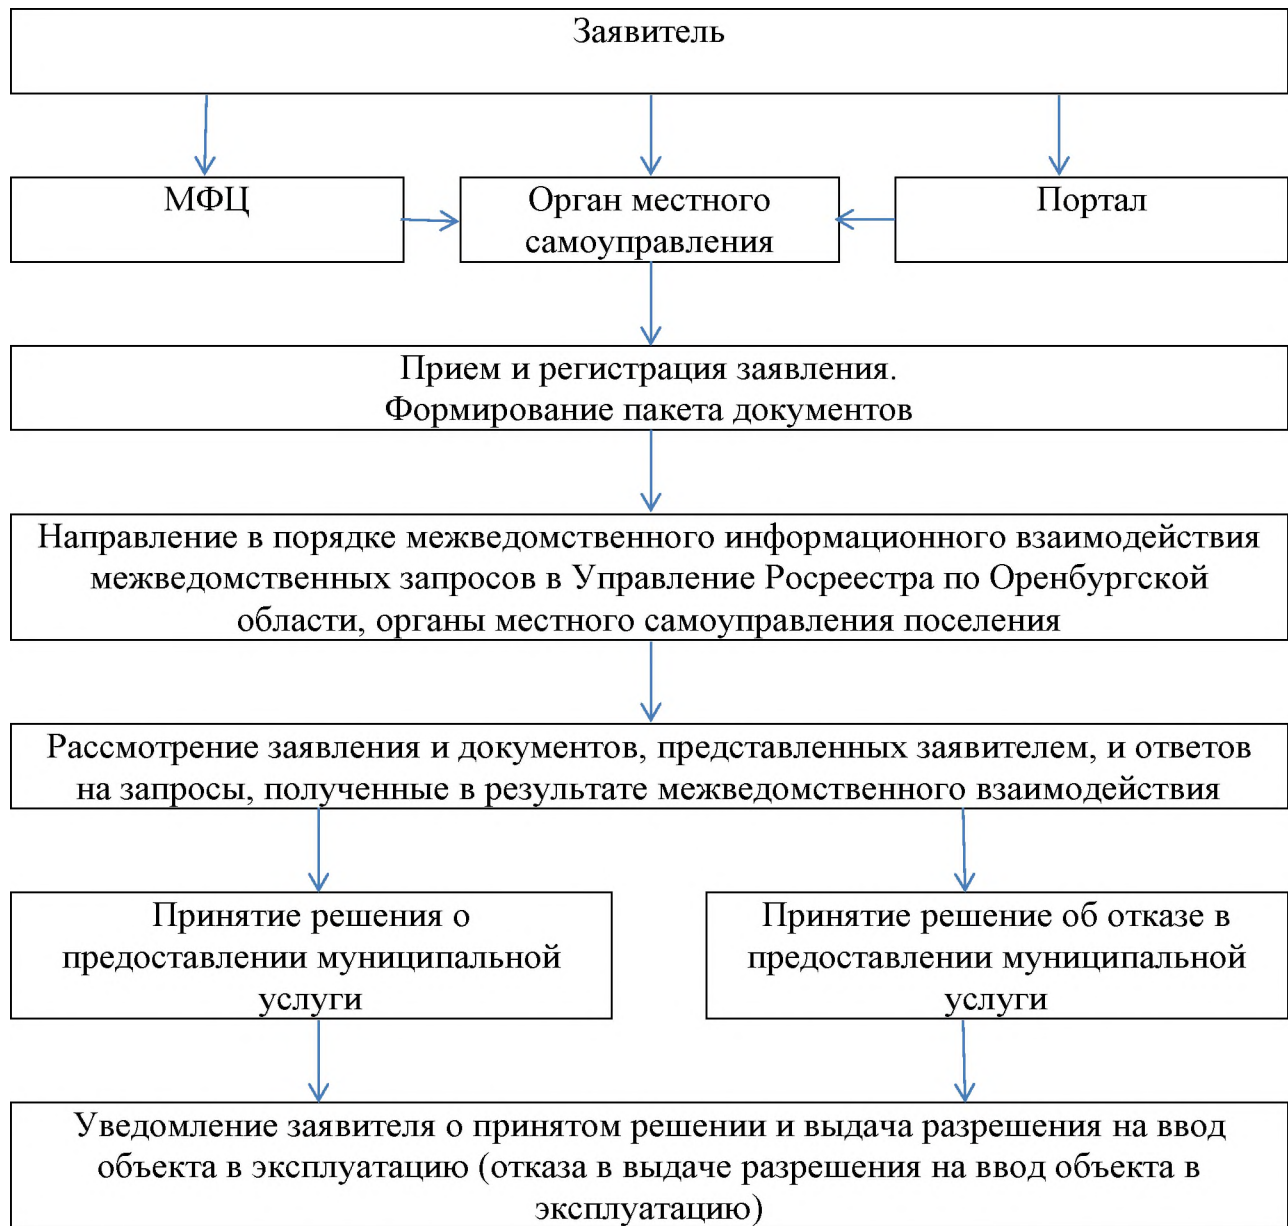 Заявитель
МФЦ
Орган местного
самоуправления
Портал
Прием и регистрация заявления.
Формирование пакета документов
Направление в порядке межведомственного информационного взаимодействия
межведомственных запросов в Управление Росреестра по Оренбургской
области, органы местного самоуправления поселения
Рассмотрение заявления и документов, представленных заявителем, и ответов
на запросы, полученные в результате межведомственного взаимодействия
Принятие решения о
предоставлении муниципальной
услуги
Принятие решение об отказе в
предоставлении муниципальной
услуги
Уведомление заявителя о принятом решении и выдача разрешения на ввод
объекта в эксплуатацию (отказа в выдаче разрешения на ввод объекта в
эксплуатацию)